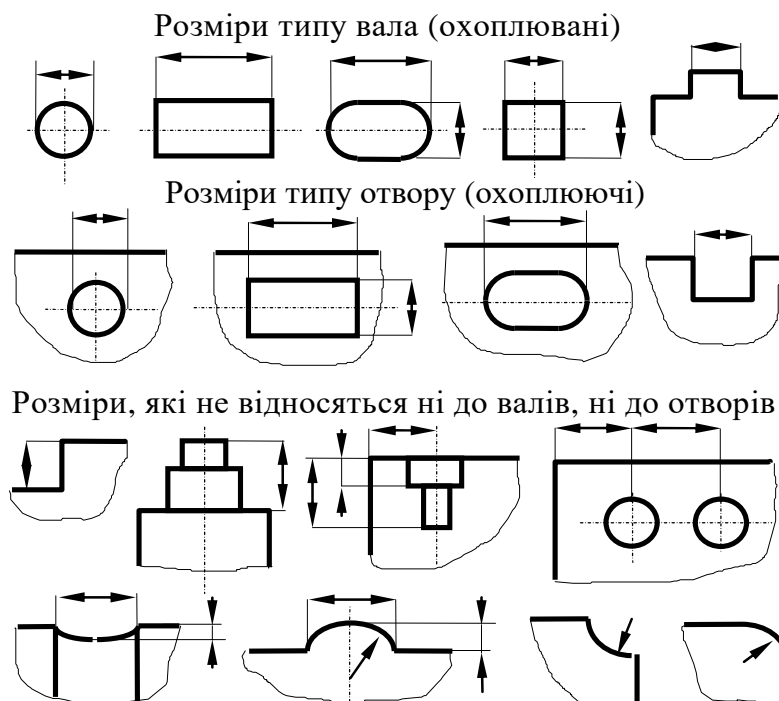 Розміри типу вала (охоплювані)
Розміри типу отвору (охоплюючі)
Розміри, які не відносяться ні до валів, ні до отворів